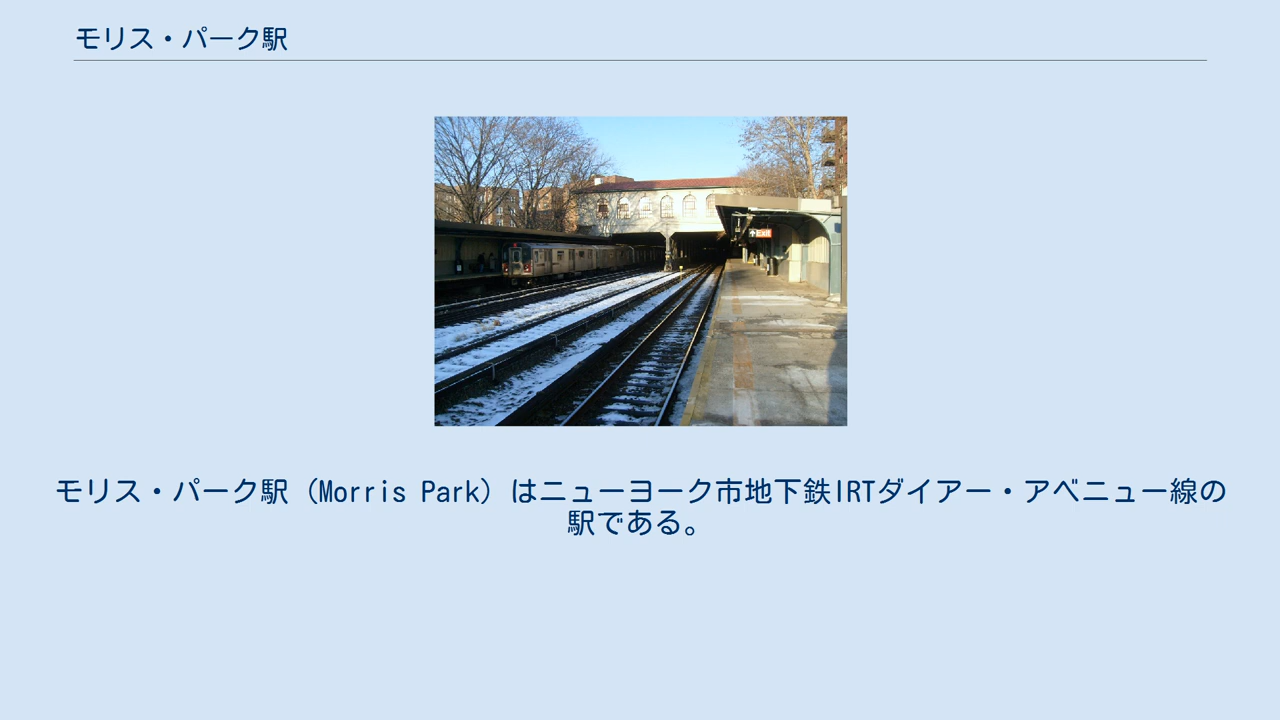 モリス・パーク駅
Exit
モリス・パーク駅（Morris Park）はニューヨーク市地下鉄IRTダイアー・アベニュー線の
駅である。